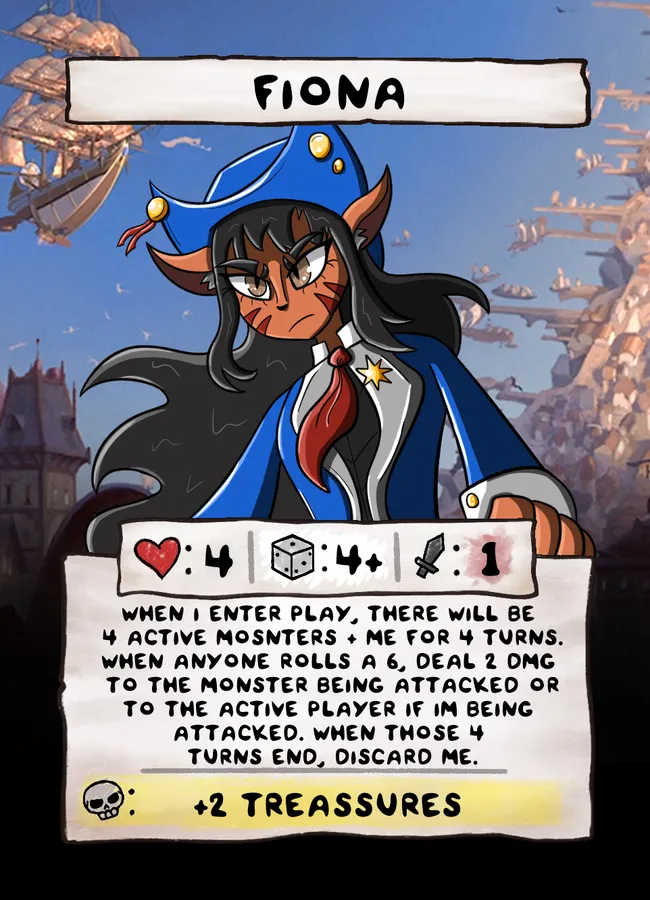 FIONA
: 4 : 4+ : 1
WHEN I ENTER PLAY, THERE WILL BE
4 ACTIVE MOSNTERS + ME FOR 4 TURNS.
WHEN ANYONE ROLLS A 6, DEAL 2 DMG
TO THE MONSTER BEING ATTACKED OR
TO THE ACTIVE PLAYER IF IM BEING
ATTACKED. WHEN THOSE 4
TURNS END, DISCARD ME.
: +2 TREASSURES